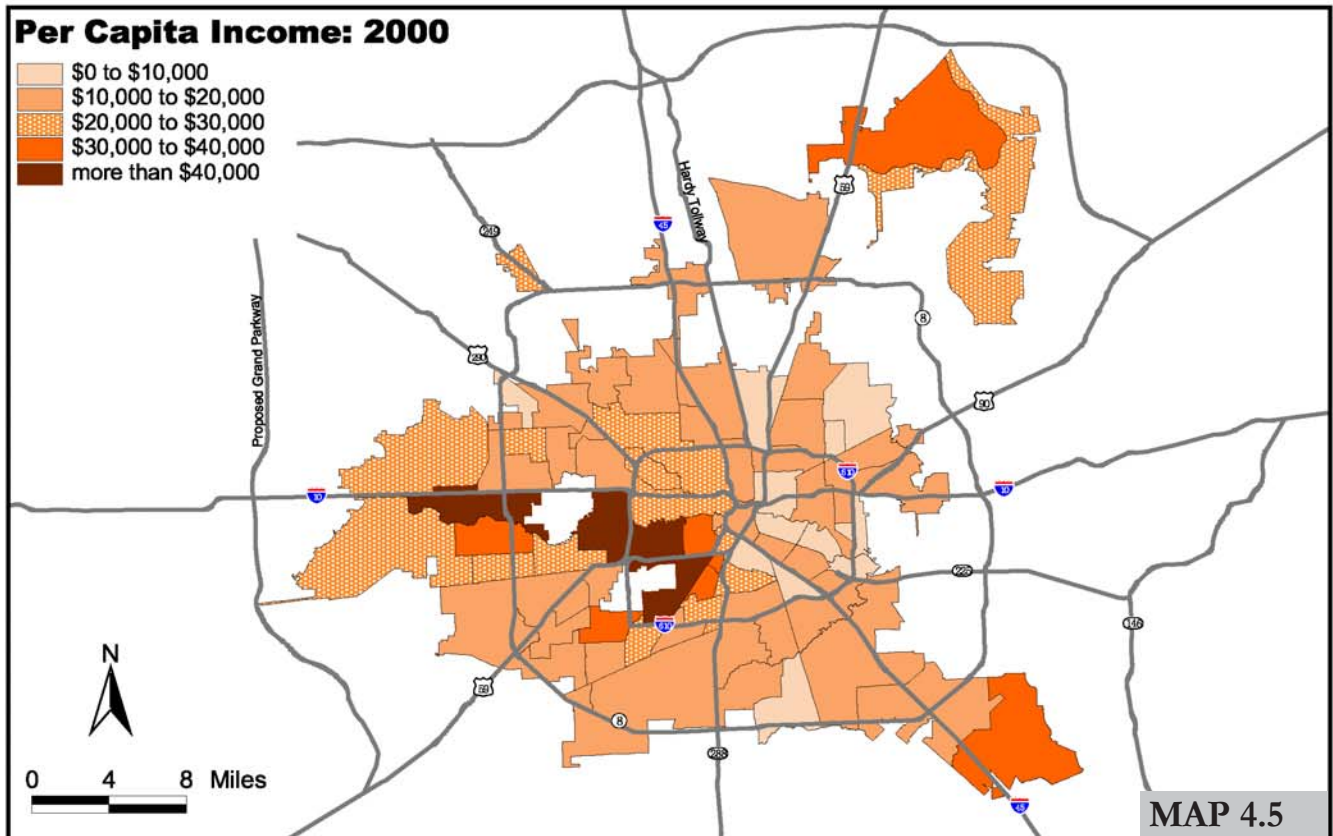 Per Capita Income: 2000
$0 to $10,000
$10,000 to $20,000
$20,000 to $30,000
$30,000 to $40,000
more than $40,000
59
Hardy Tollway
45
249
Proposed Grand Parkway
8
290
90
610
10
10
225
146
610
59
8
288
45
N
0 4 8 Miles
MAP 4.5